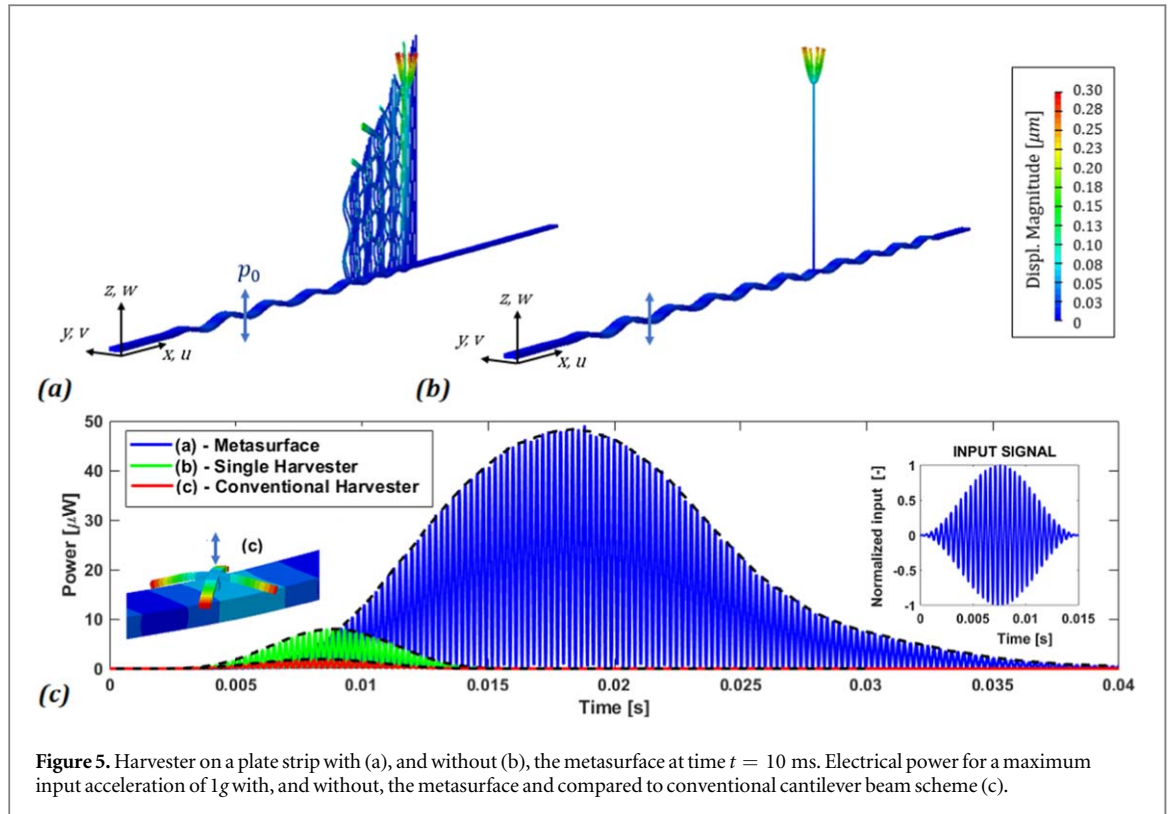 z, w
y, v
x, u
p₀
(a)
z, w
y, v
x, u
(b)
Displ. Magnitude [μm]
0.30
0.28
0.25
0.23
0.20
0.18
0.15
0.13
0.10
0.08
0.05
0.03
0
50
40
30
20
10
0
Power [μW]
(a) - Metasurface
(b) - Single Harvester
(c) - Conventional Harvester
(c)
INPUT SIGNAL
Normalized input [-]
1
0.5
0
-0.5
-1
0
0.005
0.01
0.015
Time [s]
0
0.005
0.01
0.015
0.02
0.025
0.03
0.035
0.04
Time [s]
(c)
Figure 5. Harvester on a plate strip with (a), and without (b), the metasurface at time t = 10 ms. Electrical power for a maximum
input acceleration of 1g with, and without, the metasurface and compared to conventional cantilever beam scheme (c).